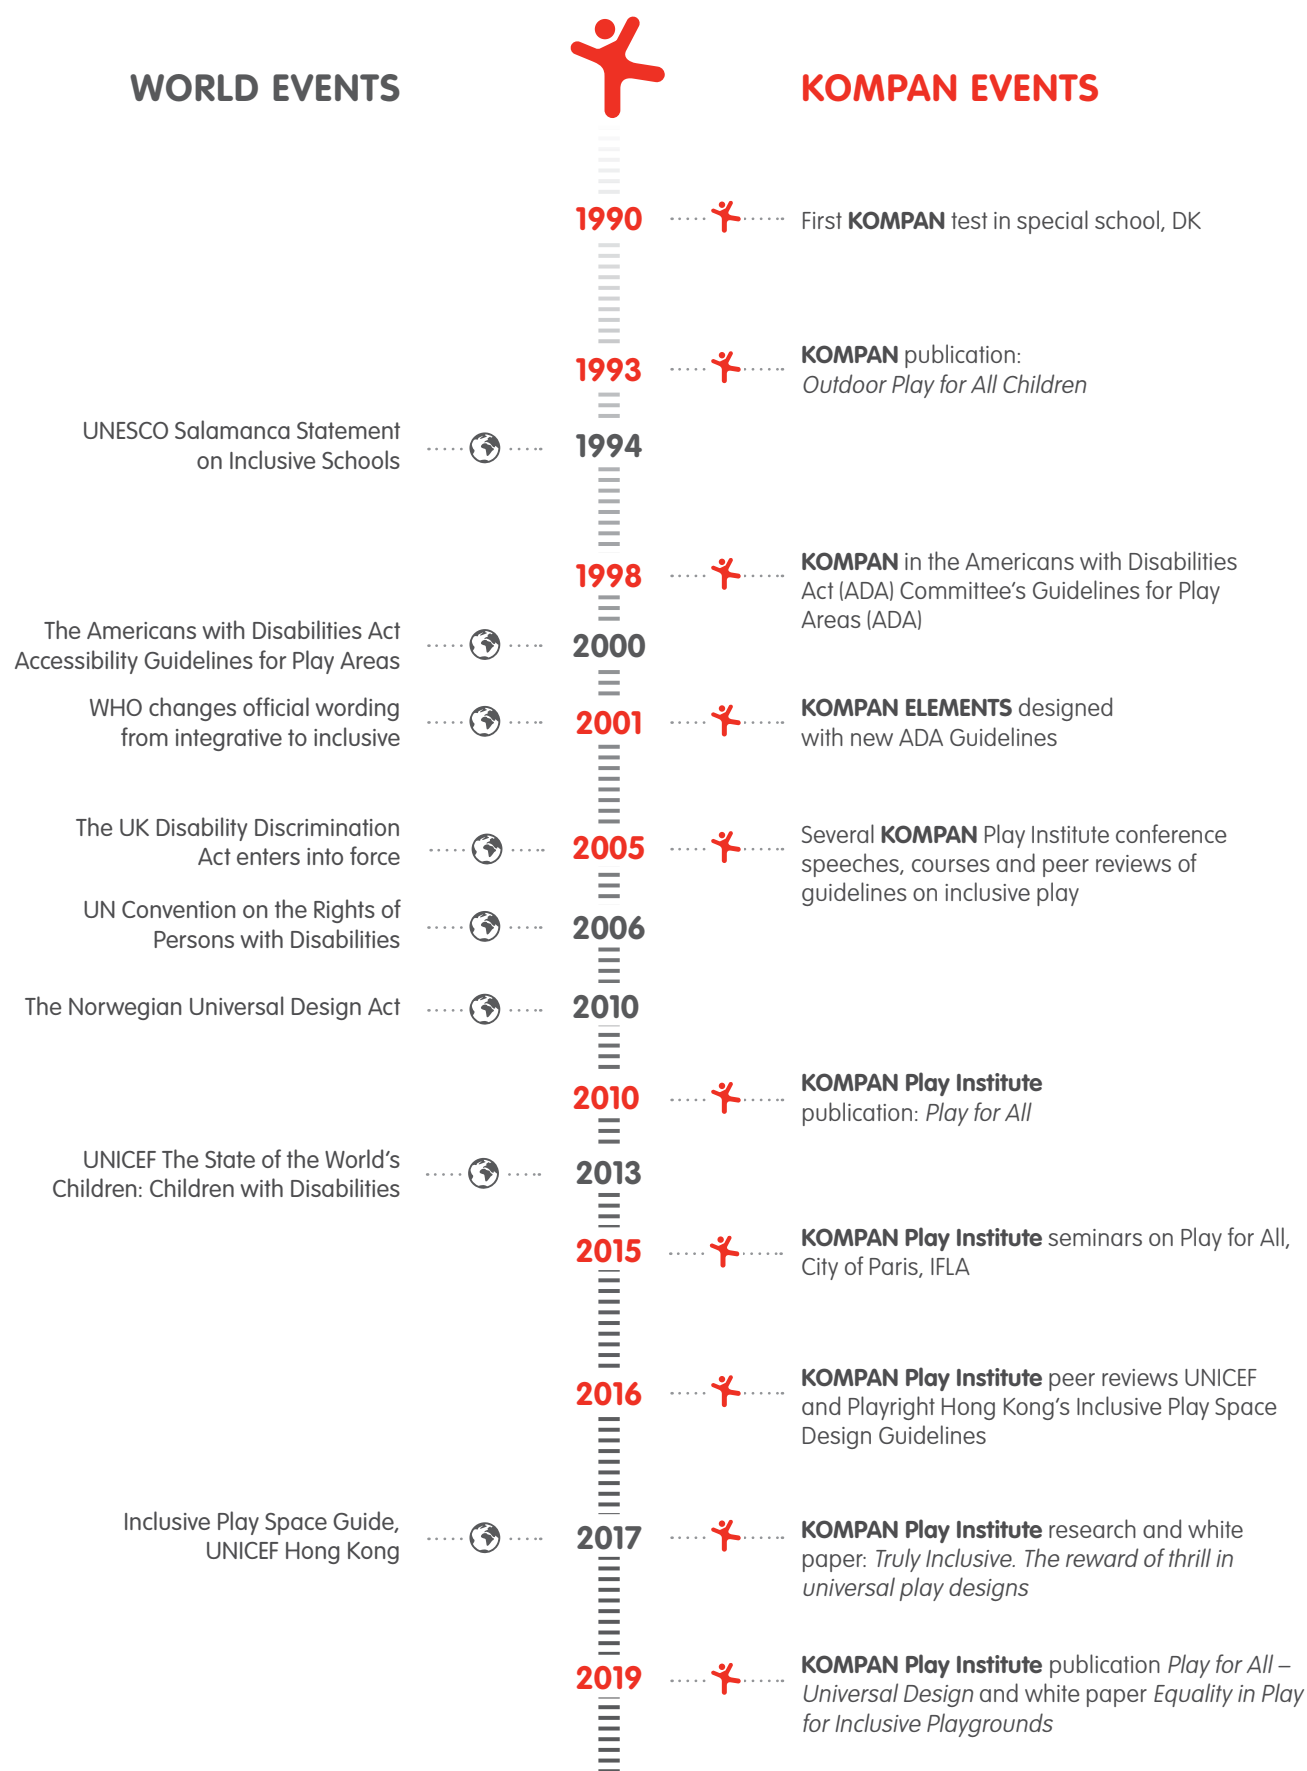 WORLD EVENTS
KOMPAN EVENTS
1990
First KOMPAN test in special school, DK
1993
KOMPAN publication:
Outdoor Play for All Children
UNESCO Salamanca Statement
on Inclusive Schools
1994
1998
KOMPAN in the Americans with Disabilities
Act (ADA) Committee’s Guidelines for Play
Areas (ADA)
The Americans with Disabilities Act
Accessibility Guidelines for Play Areas
2000
WHO changes official wording
from integrative to inclusive
2001
KOMPAN ELEMENTS designed
with new ADA Guidelines
The UK Disability Discrimination
Act enters into force
2005
Several KOMPAN Play Institute conference
speeches, courses and peer reviews of
guidelines on inclusive play
UN Convention on the Rights of
Persons with Disabilities
2006
The Norwegian Universal Design Act
2010
2010
KOMPAN Play Institute
publication: Play for All
UNICEF The State of the World’s
Children: Children with Disabilities
2013
2015
KOMPAN Play Institute seminars on Play for All,
City of Paris, IFLA
2016
KOMPAN Play Institute peer reviews UNICEF
and Playright Hong Kong’s Inclusive Play Space
Design Guidelines
Inclusive Play Space Guide,
UNICEF Hong Kong
2017
KOMPAN Play Institute research and white
paper: Truly Inclusive. The reward of thrill in
universal play designs
2019
KOMPAN Play Institute publication Play for All –
Universal Design and white paper Equality in Play
for Inclusive Playgrounds